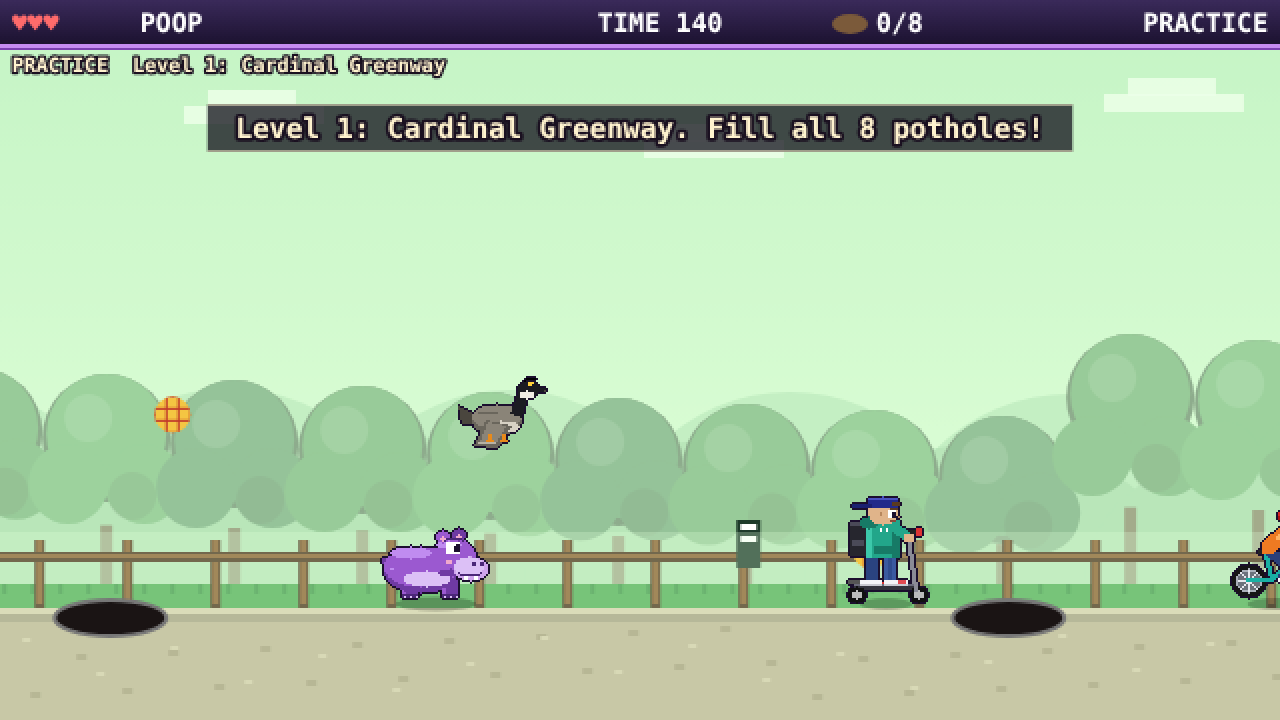 ♥♥♥ POOP TIME 140 0/8 PRACTICE
PRACTICE Level 1: Cardinal Greenway
Level 1: Cardinal Greenway. Fill all 8 potholes!